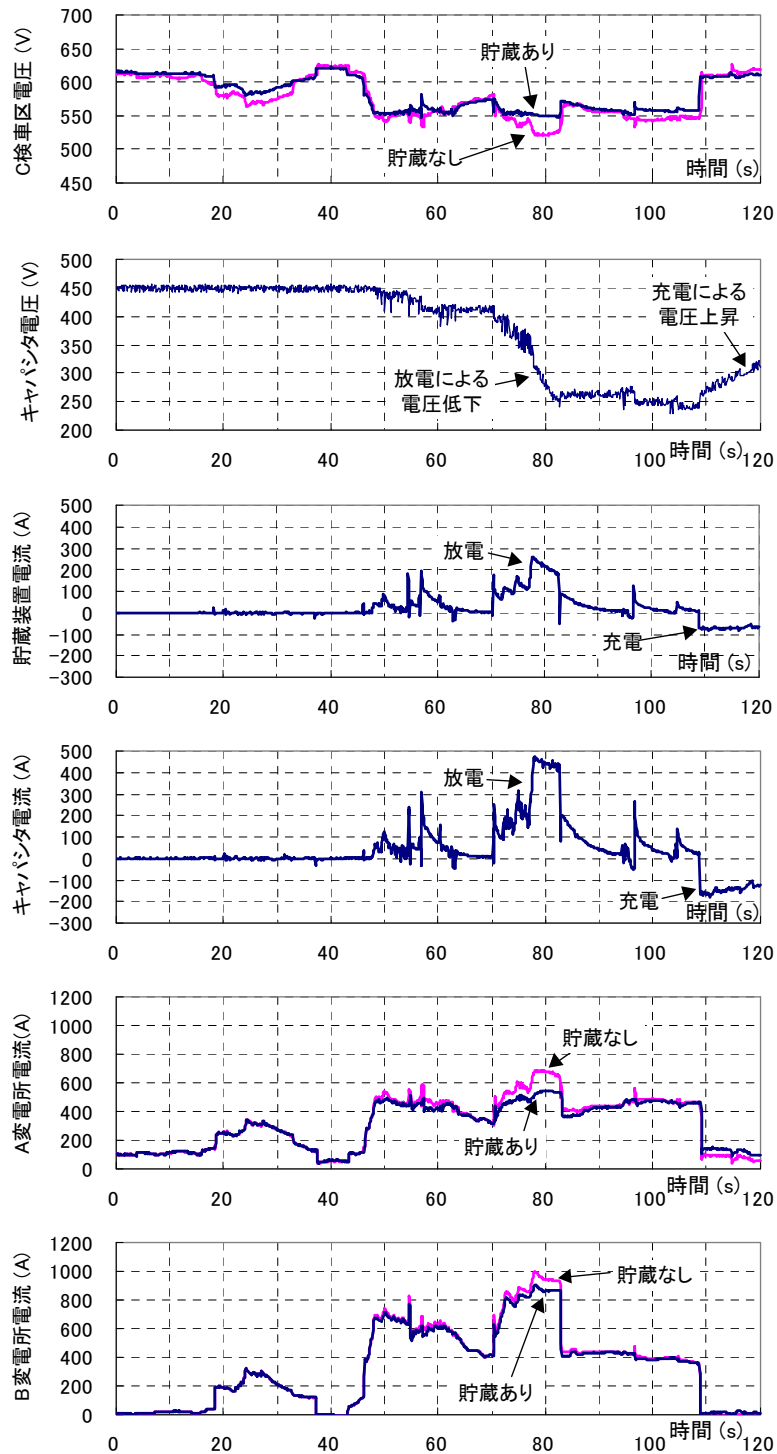 C検車区電圧 (V)
700
650
600
550
500
450
貯蔵あり
貯蔵なし
時間 (s)
0 20 40 60 80 100 120
キャパシタ電圧 (V)
500
450
400
350
300
250
200
充電による
電圧上昇
放電による
電圧低下
時間 (s)
0 20 40 60 80 100 120
貯蔵装置電流 (A)
500
400
300
200
100
0
-100
-200
-300
放電
充電
時間 (s)
0 20 40 60 80 100 120
キャパシタ電流 (A)
500
400
300
200
100
0
-100
-200
-300
放電
充電
時間 (s)
0 20 40 60 80 100 120
A変電所電流(A)
1200
1000
800
600
400
200
0
貯蔵なし
貯蔵あり
時間 (s)
0 20 40 60 80 100 120
B変電所電流 (A)
1200
1000
800
600
400
200
0
貯蔵なし
貯蔵あり
時間 (s)
0 20 40 60 80 100 120